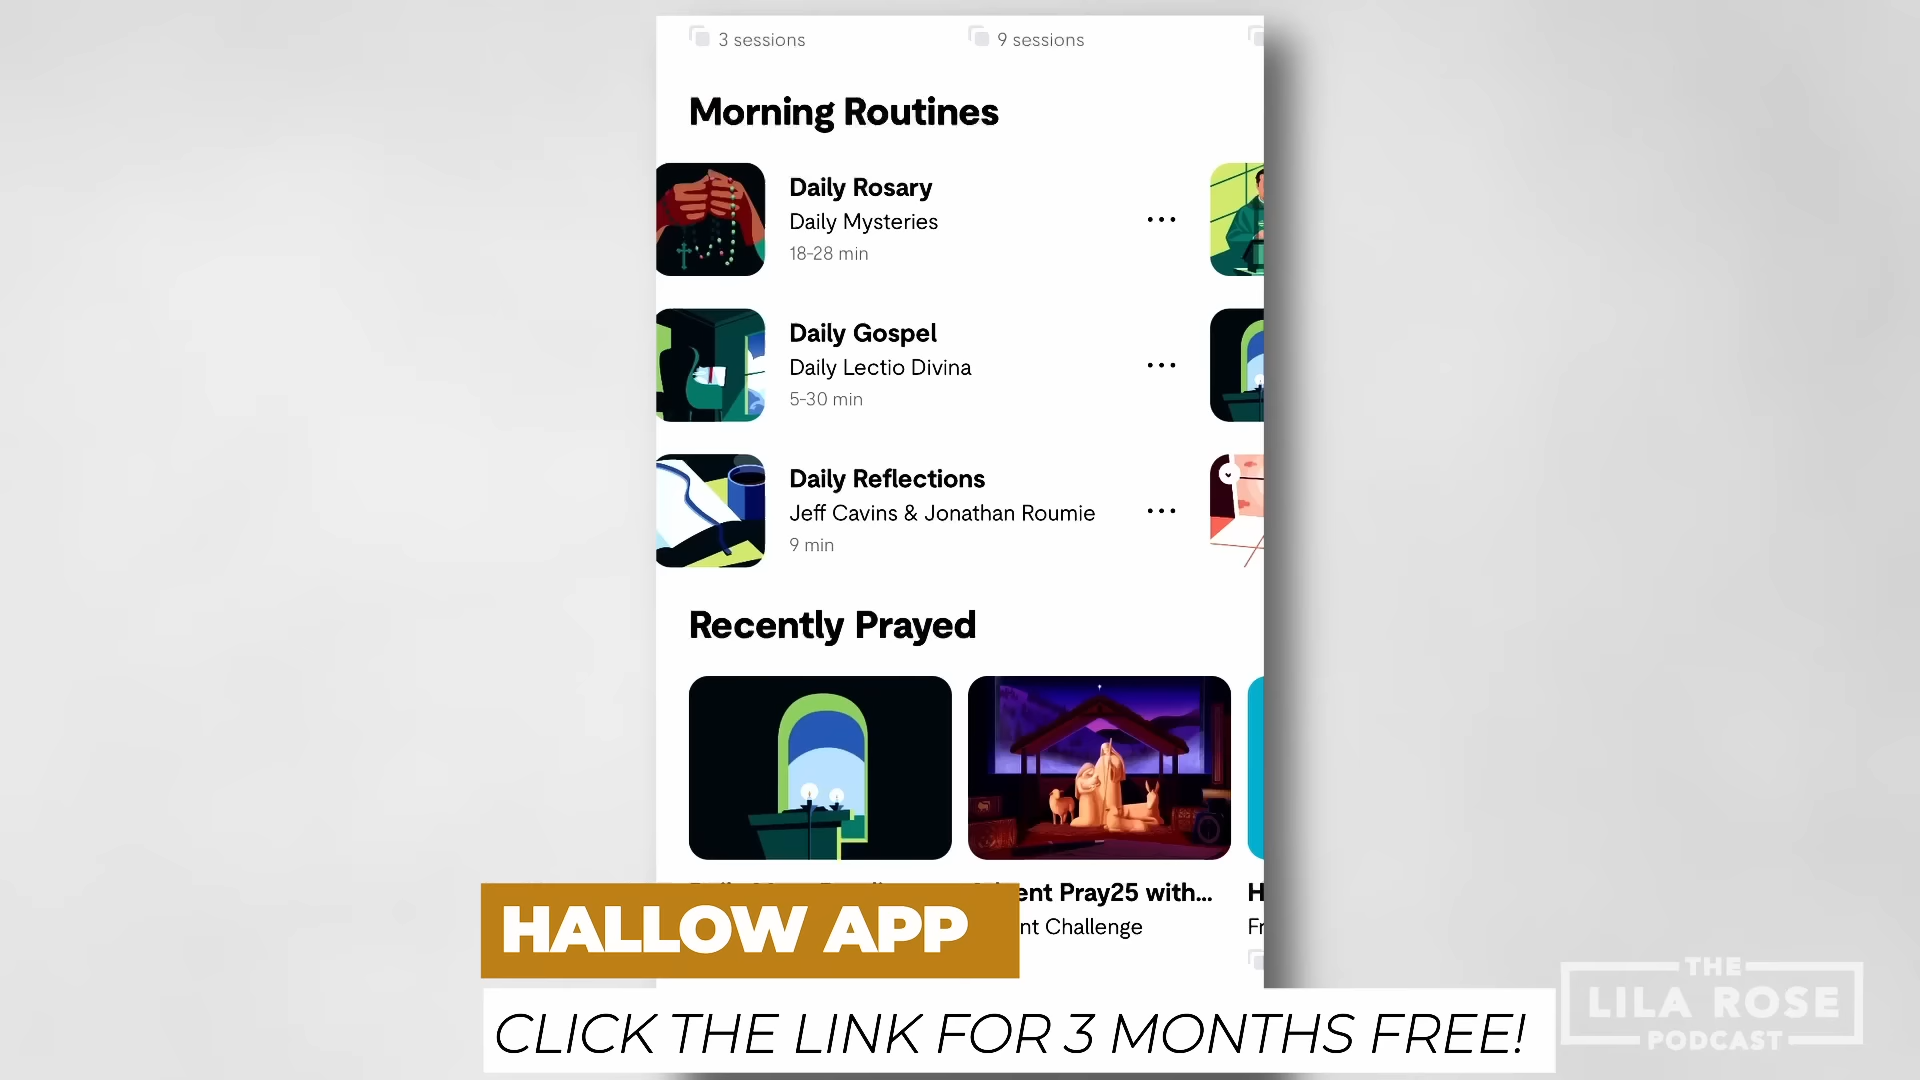 3 sessions
9 sessions
Morning Routines
Daily Rosary
Daily Mysteries
18-28 min
Daily Gospel
Daily Lectio Divina
5-30 min
Daily Reflections
Jeff Cavins & Jonathan Roumie
9 min
Recently Prayed
ent Pray25 with...
H
nt Challenge
Fr
HALLOW APP
CLICK THE LINK FOR 3 MONTHS FREE!
THE
LILA ROSE
PODCAST